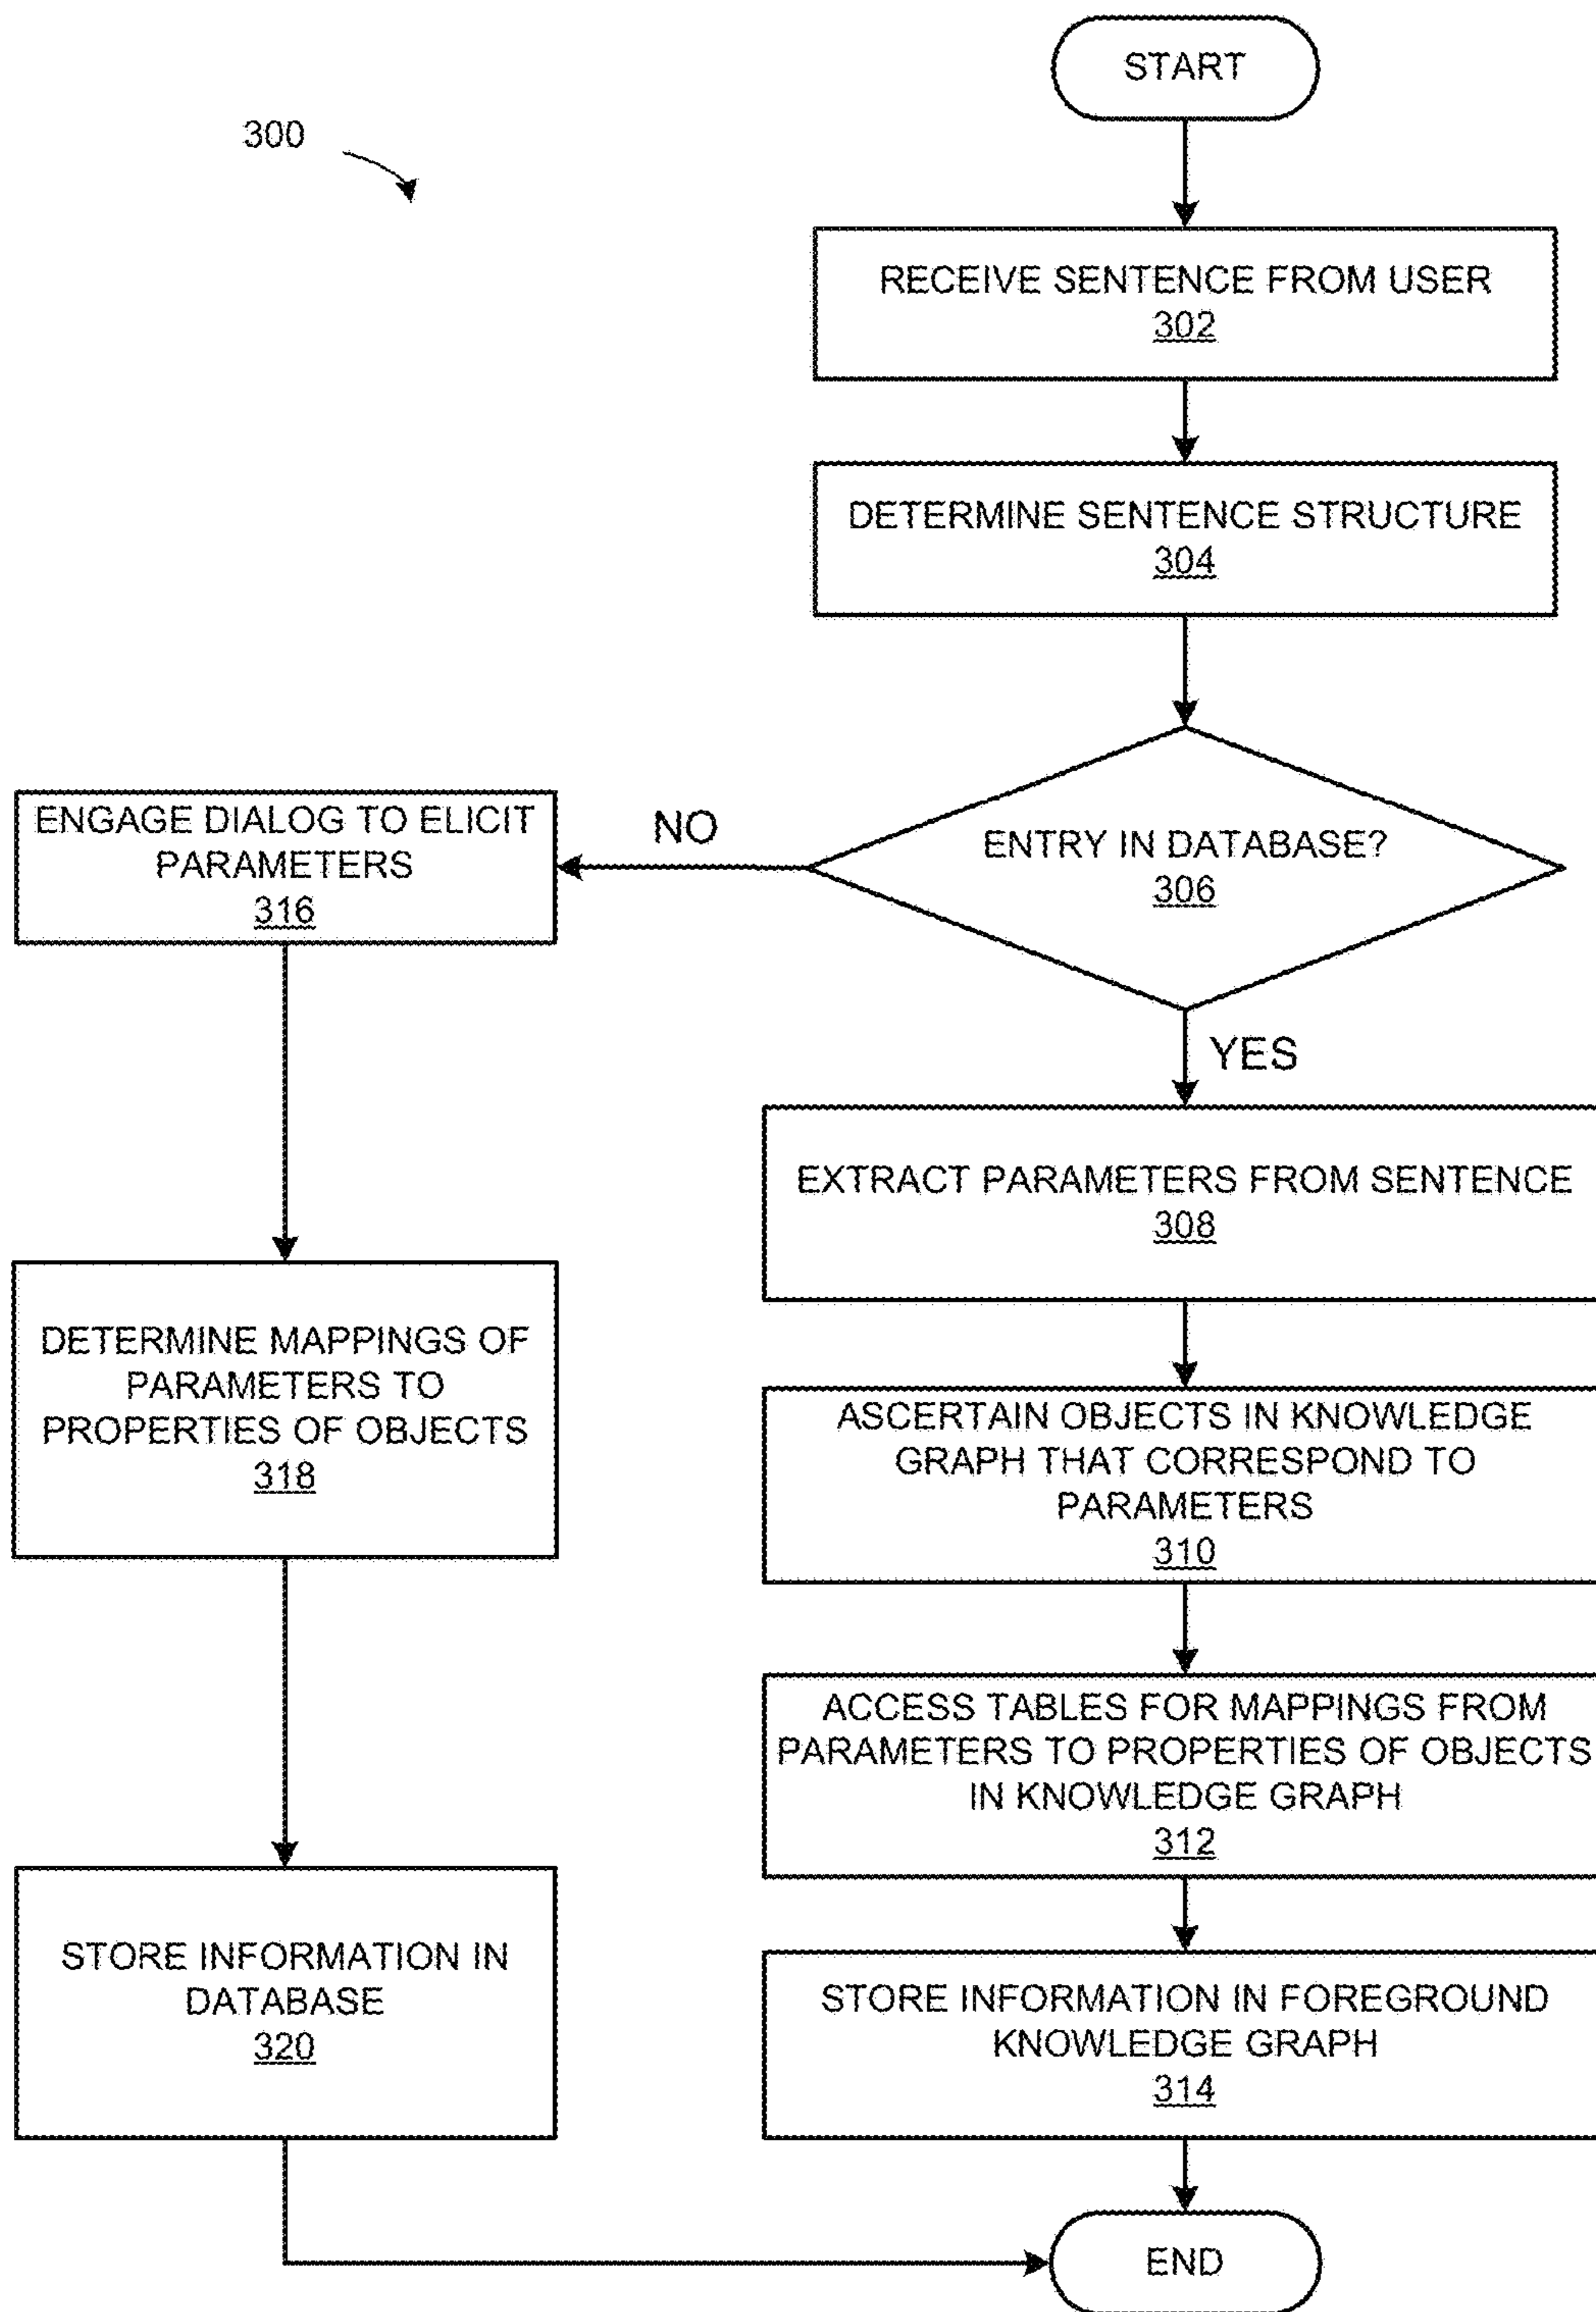 START
300
RECEIVE SENTENCE FROM USER
302
DETERMINE SENTENCE STRUCTURE
304
ENTRY IN DATABASE?
306
NO
YES
ENGAGE DIALOG TO ELICIT
PARAMETERS
316
DETERMINE MAPPINGS OF
PARAMETERS TO
PROPERTIES OF OBJECTS
318
STORE INFORMATION IN
DATABASE
320
EXTRACT PARAMETERS FROM SENTENCE
308
ASCERTAIN OBJECTS IN KNOWLEDGE
GRAPH THAT CORRESPOND TO
PARAMETERS
310
ACCESS TABLES FOR MAPPINGS FROM
PARAMETERS TO PROPERTIES OF OBJECTS
IN KNOWLEDGE GRAPH
312
STORE INFORMATION IN FOREGROUND
KNOWLEDGE GRAPH
314
END